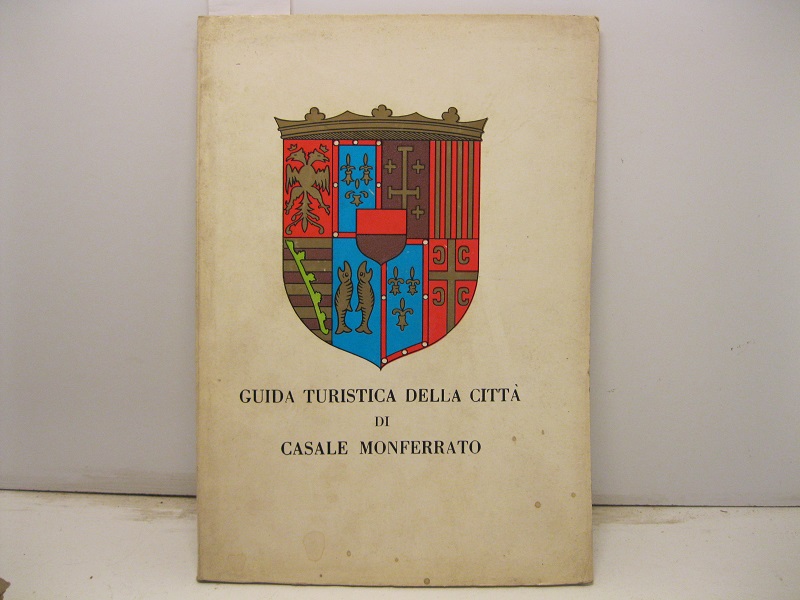 GUIDA TURISTICA DELLA CITTÀ
DI
CASALE MONFERRATO